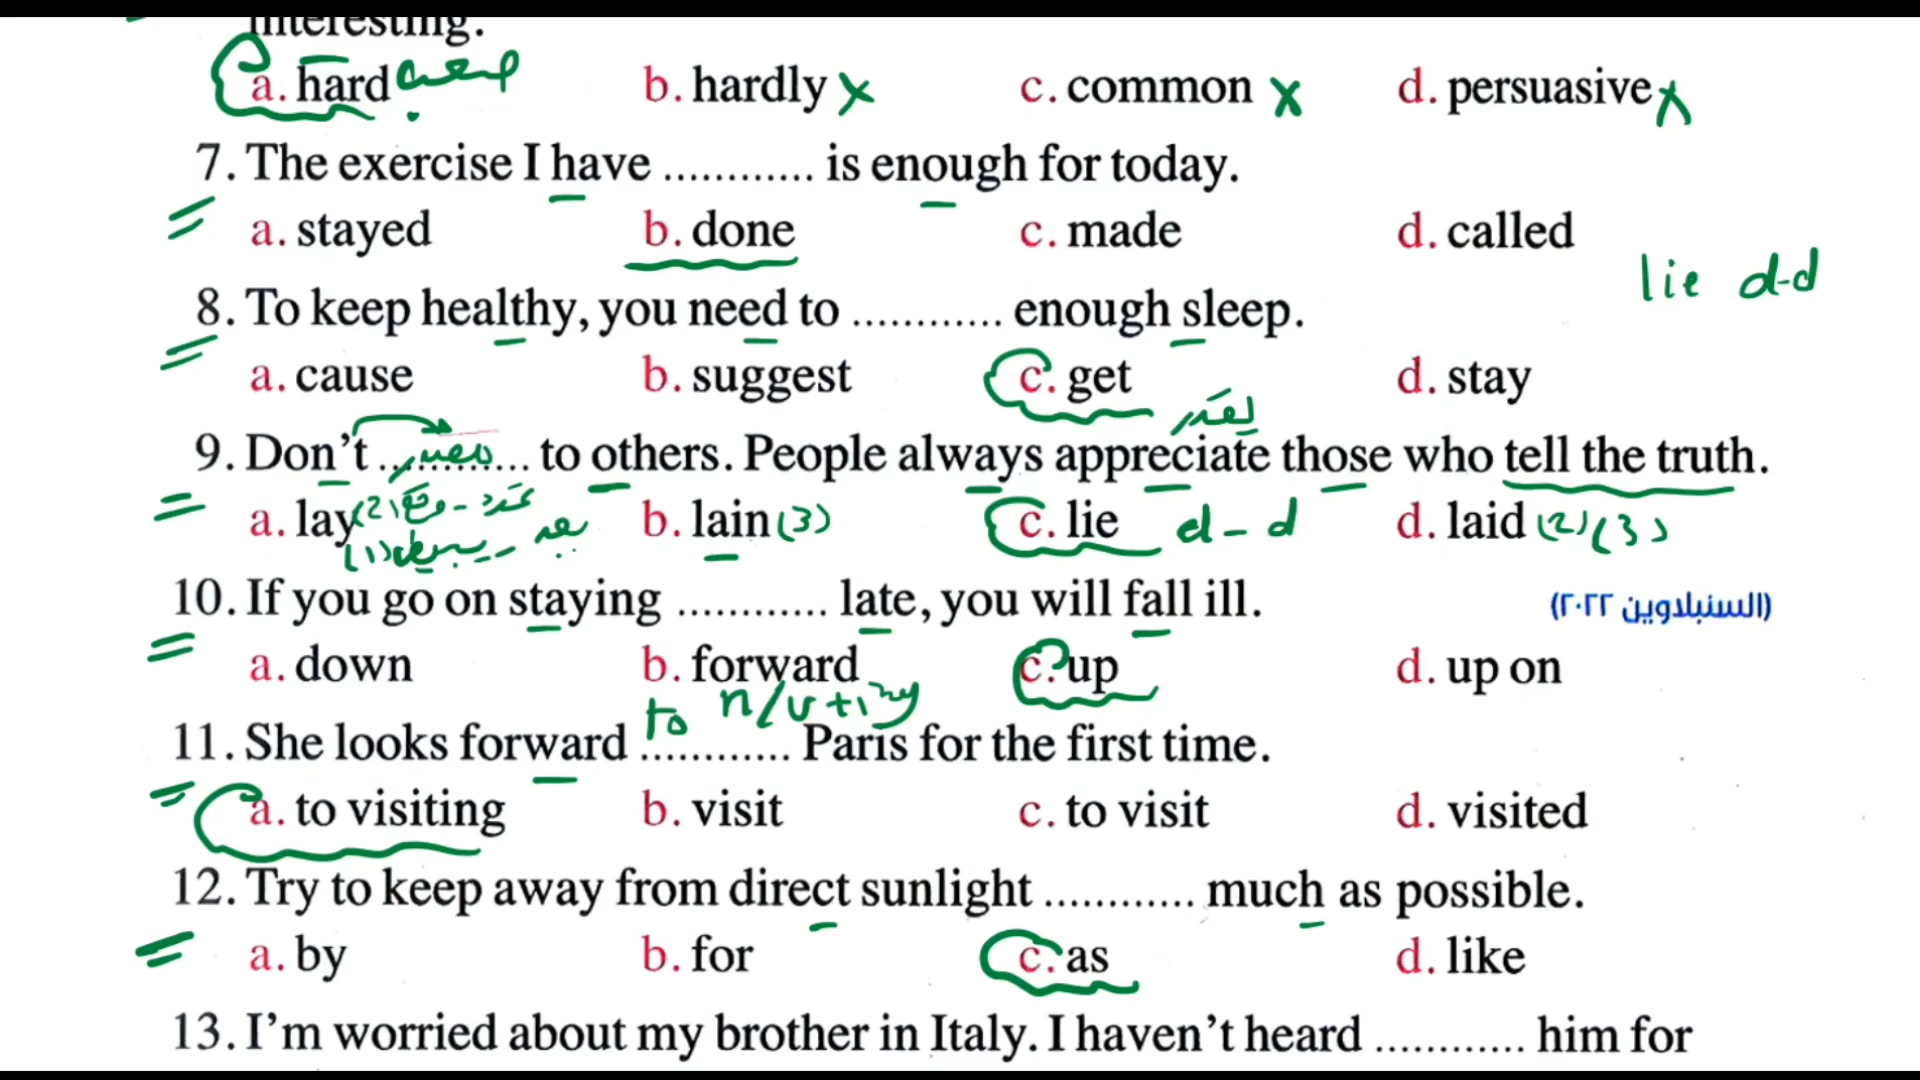 interesting.
a. hard صعب b. hardly x c. common x d. persuasive x
7. The exercise I have ............ is enough for today.
a. stayed b. done c. made d. called
lie d-d
8. To keep healthy, you need to ............ enough sleep.
a. cause b. suggest c. get d. stay
يقدر
9. Don't ............ to others. People always appreciate those who tell the truth.
مصدر
a. lay (2) b. lain (3) c. lie d-d d. laid (2) (3)
(1)
10. If you go on staying ............ late, you will fall ill. (السنبلاوين ٢٠٢٢)
a. down b. forward c. up d. up on
to n/v+ing
11. She looks forward ............ Paris for the first time.
a. to visiting b. visit c. to visit d. visited
12. Try to keep away from direct sunlight ............ much as possible.
a. by b. for c. as d. like
13. I'm worried about my brother in Italy. I haven't heard ............ him for